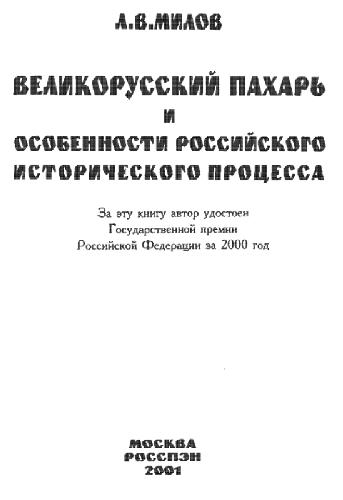 Л.В.МИЛОВ
ВЕЛИКОРУССКИЙ ПАХАРЬ
И
ОСОБЕННОСТИ РОССИЙСКОГО
ИСТОРИЧЕСКОГО ПРОЦЕССА
За эту книгу автор удостоен
Государственной премии
Российской Федерации за 2000 год
МОСКВА
РОССПЭН
2001